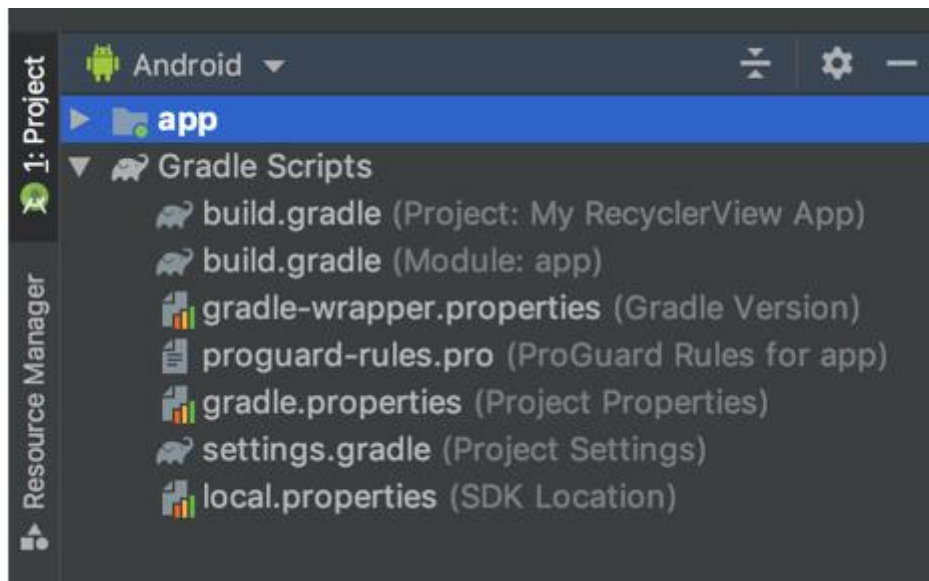 Android
app
Gradle Scripts
build.gradle (Project: My RecyclerView App)
build.gradle (Module: app)
gradle-wrapper.properties (Gradle Version)
proguard-rules.pro (ProGuard Rules for app)
gradle.properties (Project Properties)
settings.gradle (Project Settings)
local.properties (SDK Location)
1: Project
Resource Manager